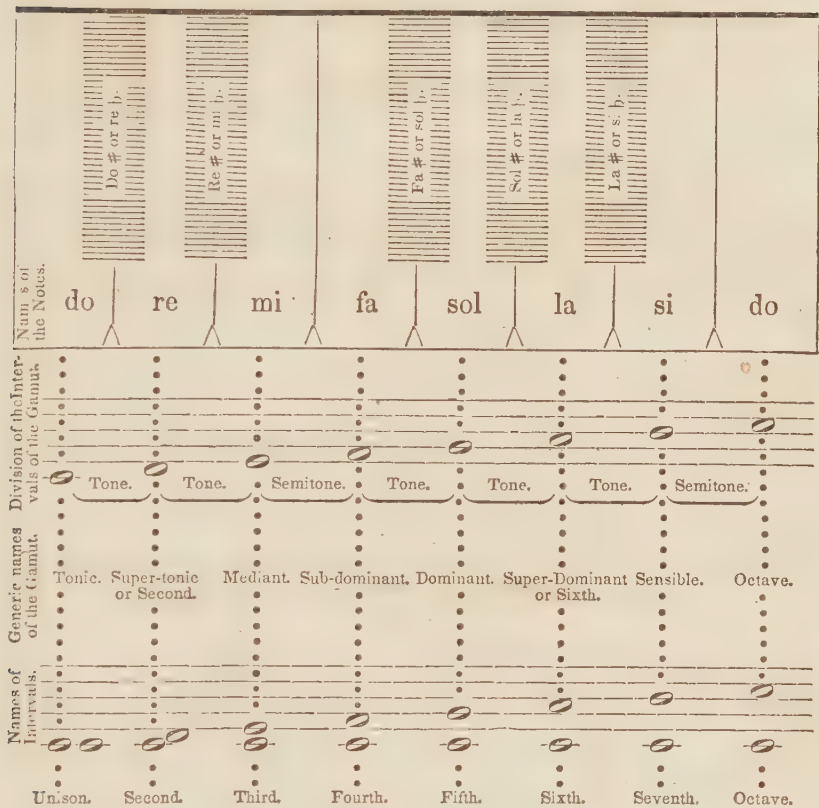 Do # or re b.
Re # or mi b.
Fa # or sol b.
Sol # or la b.
La # or si b.
Nam s of
the Notes.
do re mi fa sol la si do
Division of the Inter-
vals of the Gamut.
Tone. Tone. Semitone. Tone. Tone. Tone. Semitone.
Generic names
of the Gamut.
Tonic. Super-tonic Mediant. Sub-dominant. Dominant. Super-Dominant Sensible. Octave.
or Second. or Sixth.
Names of
Intervals.
Unison. Second. Third. Fourth. Fifth. Sixth. Seventh. Octave.